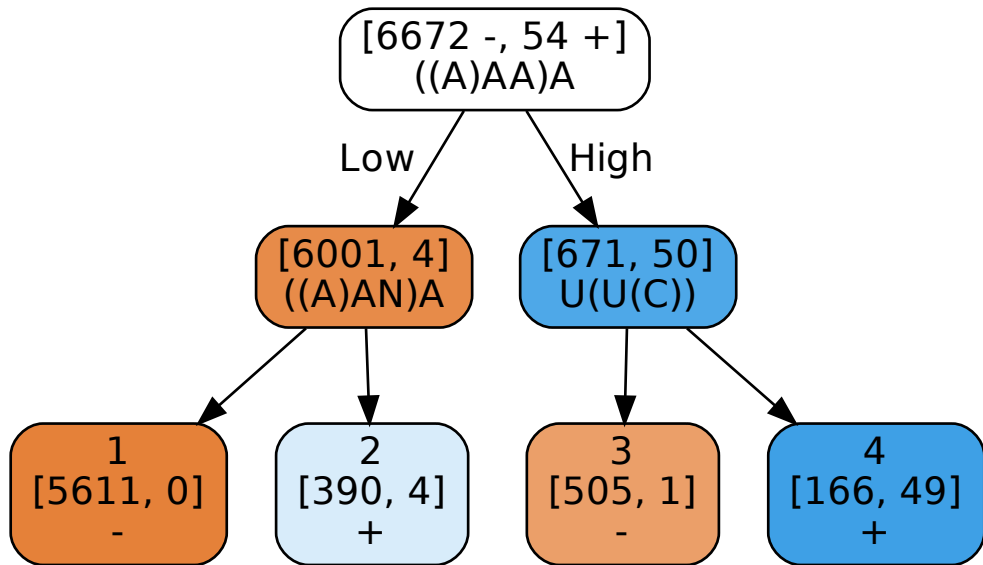 [6672 -, 54 +]
((A)AA)A
Low
High
[6001, 4]
((A)AN)A
[671, 50]
U(U(C))
1
[5611, 0]
-
2
[390, 4]
+
3
[505, 1]
-
4
[166, 49]
+